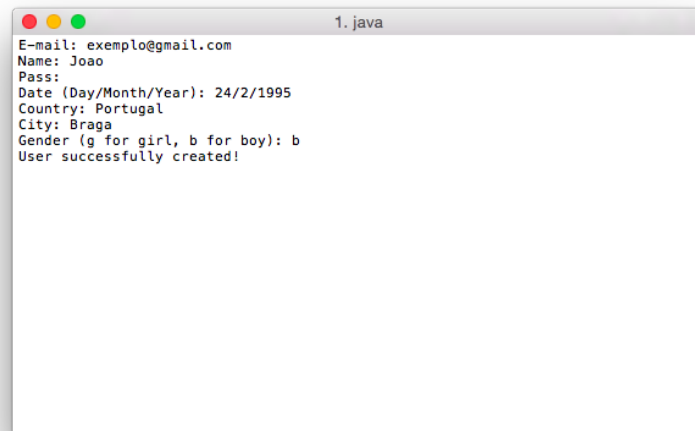 1. java
E-mail: exemplo@gmail.com
Name: Joao
Pass:
Date (Day/Month/Year): 24/2/1995
Country: Portugal
City: Braga
Gender (g for girl, b for boy): b
User successfully created!